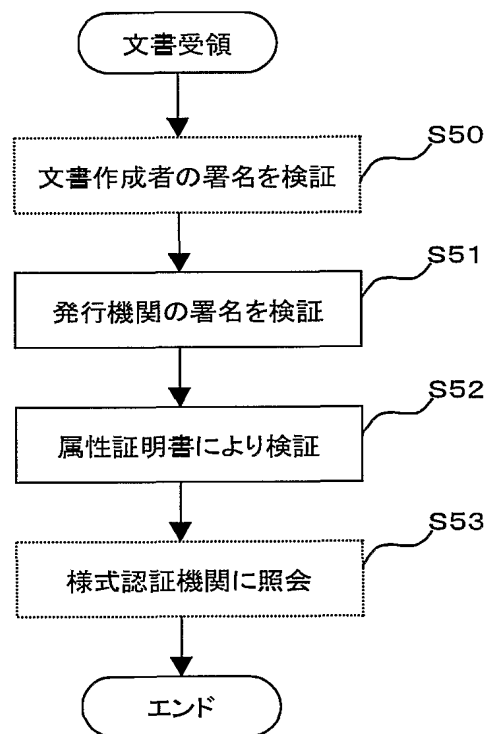 文書受領
S50
文書作成者の署名を検証
S51
発行機関の署名を検証
S52
属性証明書により検証
S53
様式認証機関に照会
エンド